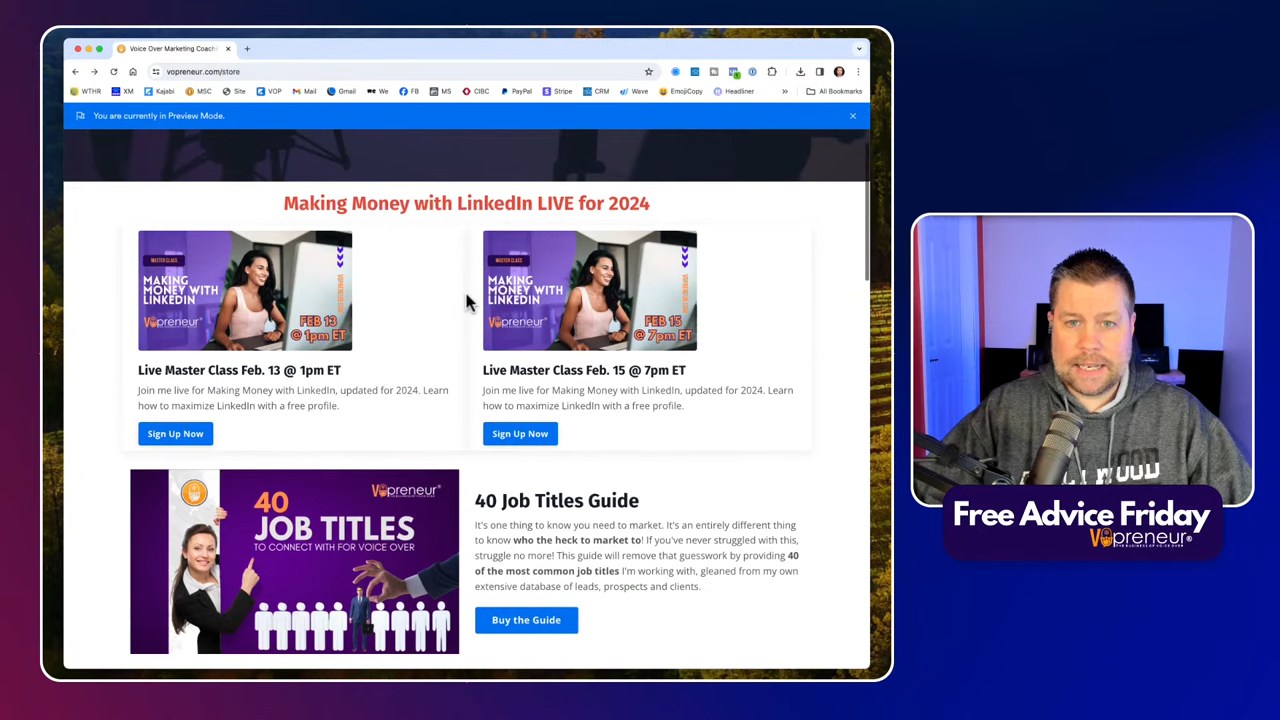 Voice Over Marketing Coach
vopreneur.com/store
WTHR XM Kajabi MSC Site VOP Mail Gmail We FB MS CIBC PayPal Stripe CRM Wave EmojiCopy Headliner » All Bookmarks
You are currently in Preview Mode.
Making Money with LinkedIn LIVE for 2024
MASTER CLASS
MAKING
MONEY WITH
LINKEDIN
Vopreneur®
FEB 13
@ 1pm ET
MASTER CLASS
MAKING
MONEY WITH
LINKEDIN
Vopreneur®
FEB 15
@ 7pm ET
Live Master Class Feb. 13 @ 1pm ET
Join me live for Making Money with LinkedIn, updated for 2024. Learn
how to maximize LinkedIn with a free profile.
Sign Up Now
Live Master Class Feb. 15 @ 7pm ET
Join me live for Making Money with LinkedIn, updated for 2024. Learn
how to maximize LinkedIn with a free profile.
Sign Up Now
Vopreneur®
40
JOB TITLES
TO CONNECT WITH FOR VOICE OVER
40 Job Titles Guide
It's one thing to know you need to market. It's an entirely different thing
to know who the heck to market to! If you've never struggled with this,
struggle no more! This guide will remove that guesswork by providing 40
of the most common job titles I'm working with, gleaned from my own
extensive database of leads, prospects and clients.
Buy the Guide
Free Advice Friday
Vopreneur®
THE BUSINESS OF VOICE OVER